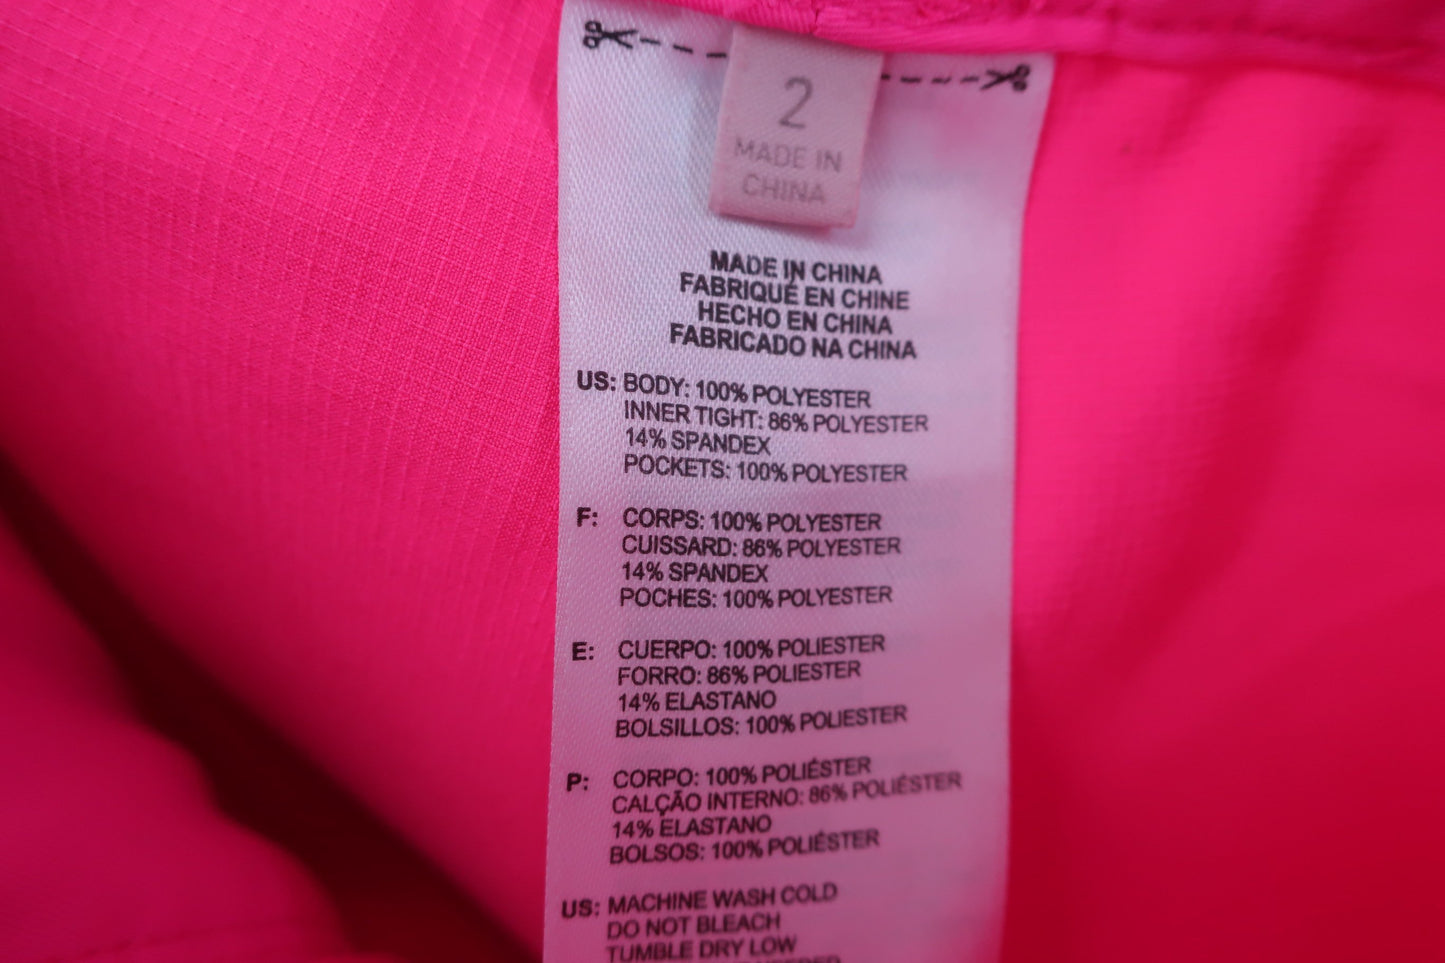 2
MADE IN
CHINA
MADE IN CHINA
FABRIQUÉ EN CHINE
HECHO EN CHINA
FABRICADO NA CHINA
US: BODY: 100% POLYESTER
INNER TIGHT: 86% POLYESTER
14% SPANDEX
POCKETS: 100% POLYESTER
F: CORPS: 100% POLYESTER
CUISSARD: 86% POLYESTER
14% SPANDEX
POCHES: 100% POLYESTER
E: CUERPO: 100% POLIESTER
FORRO: 86% POLIESTER
14% ELASTANO
BOLSILLOS: 100% POLIESTER
P: CORPO: 100% POLIÉSTER
CALÇÃO INTERNO: 86% POLIÉSTER
14% ELASTANO
BOLSOS: 100% POLIÉSTER
US: MACHINE WASH COLD
DO NOT BLEACH
TUMBLE DRY LOW